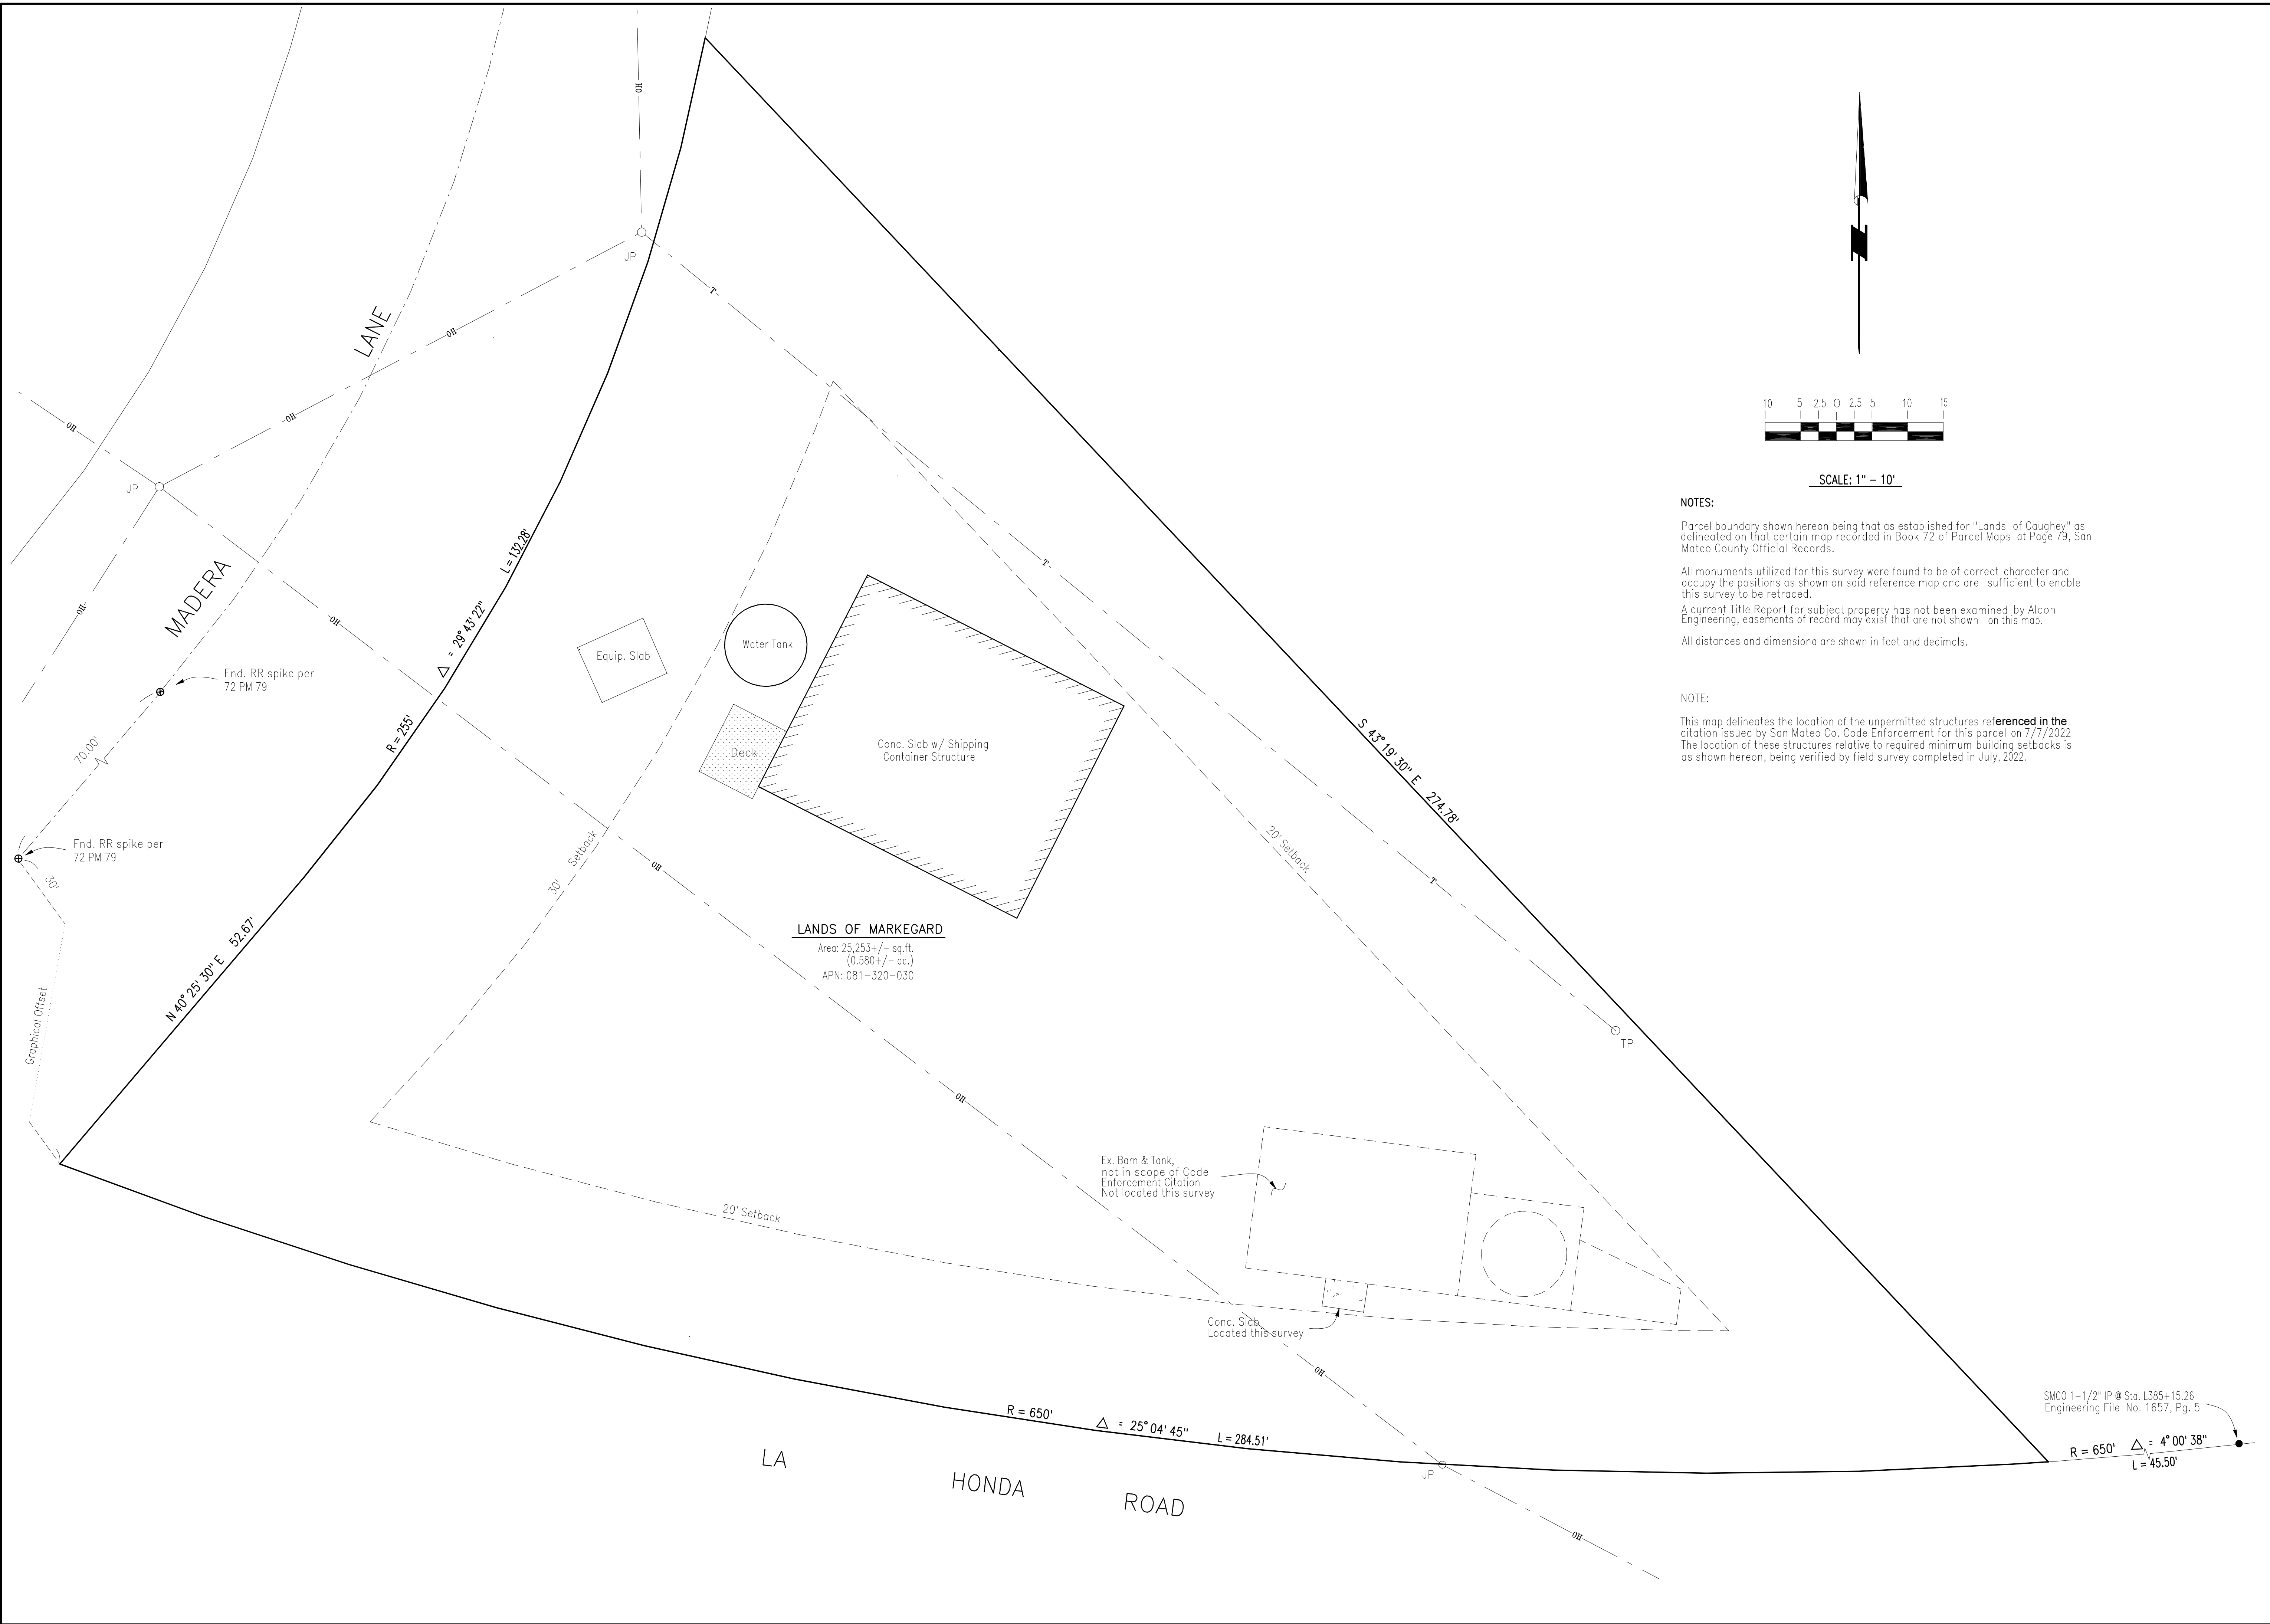 OH
JP
T
OH
LANE
OH
OH
JP
OH
OH
MADERA
Fnd. RR spike per
72 PM 79
70.00'
Fnd. RR spike per
72 PM 79
30'
Graphical Offset
N 40° 25' 30" E 52.67'
R = 255'
△ = 29° 43' 22"
L = 132.28'
Equip. Slab
Water Tank
Deck
Conc. Slab w/ Shipping
Container Structure
T
S 43° 19' 30" E 274.78'
20' Setback
T
TP
30' Setback
OH
LANDS OF MARKEGARD
Area: 25,253+/- sq.ft.
(0.580+/- ac.)
APN: 081-320-030
OH
20' Setback
Ex. Barn & Tank,
not in scope of Code
Enforcement Citation
Not located this survey
Conc. Slab
Located this survey
OH
R = 650' △ = 25° 04' 45" L = 284.51'
JP
OH
LA HONDA ROAD
SMCO 1-1/2" IP @ Sta. L385+15.26
Engineering File No. 1657, Pg. 5
R = 650' △ = 4° 00' 38"
L = 45.50'
10 5 2.5 0 2.5 5 10 15
SCALE: 1" - 10'
NOTES:
Parcel boundary shown hereon being that as established for "Lands of Caughey" as
delineated on that certain map recorded in Book 72 of Parcel Maps at Page 79, San
Mateo County Official Records.
All monuments utilized for this survey were found to be of correct character and
occupy the positions as shown on said reference map and are sufficient to enable
this survey to be retraced.
A current Title Report for subject property has not been examined by Alcon
Engineering, easements of record may exist that are not shown on this map.
All distances and dimensiona are shown in feet and decimals.
NOTE:
This map delineates the location of the unpermitted structures referenced in the
citation issued by San Mateo Co. Code Enforcement for this parcel on 7/7/2022
The location of these structures relative to required minimum building setbacks is
as shown hereon, being verified by field survey completed in July, 2022.